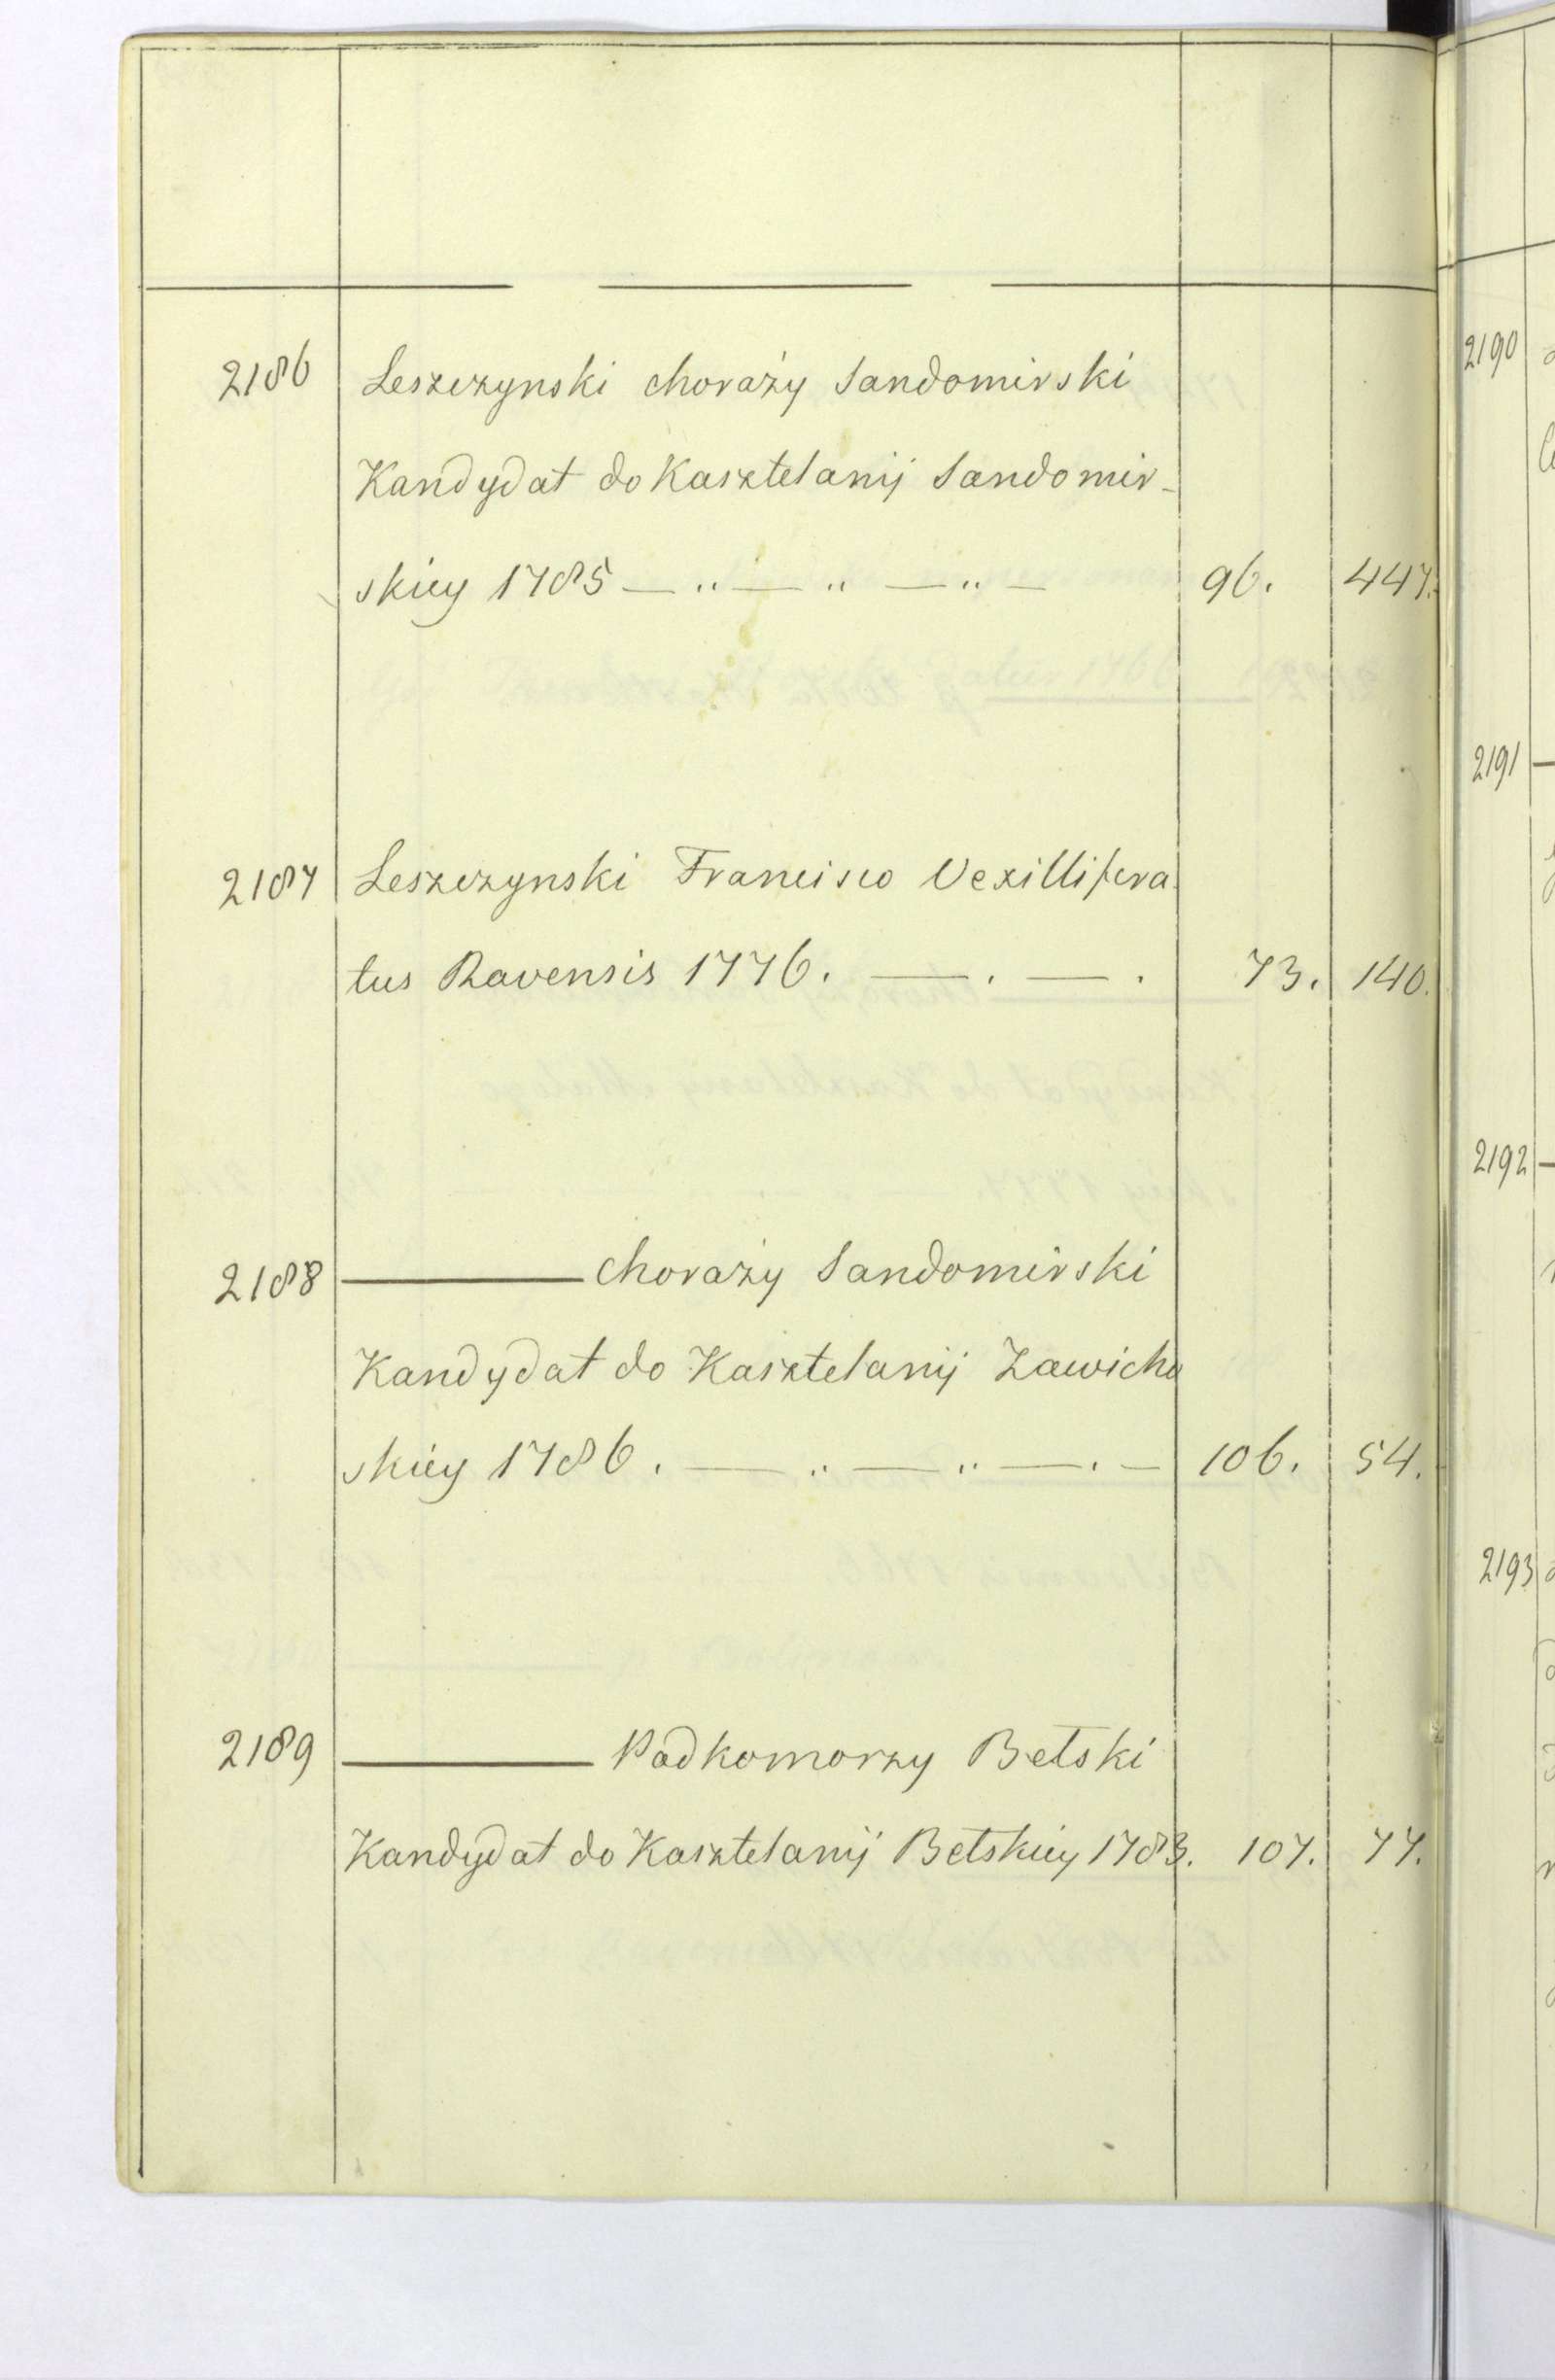 2186 Leszczynski chorąży Sandomirski
Kandydat do Kasztelanij Sandomir-
skiey 1785 — „ — „ — „ — 96. 447.
2187 Leszczynski Francisco Vexillifera
tus Ravensis 1776. — . — . 73. 140.
2188 ——— chorąży Sandomirski
Kandydat do Kasztelanij Zawicho
skiey 1786. — „ — „ — . — 106. 54.
2189 ——— Podkomorzy Bełski
Kandydat do Kasztelanij Bełskiey 1783. 107. 77.
2190
2191
2192
2193